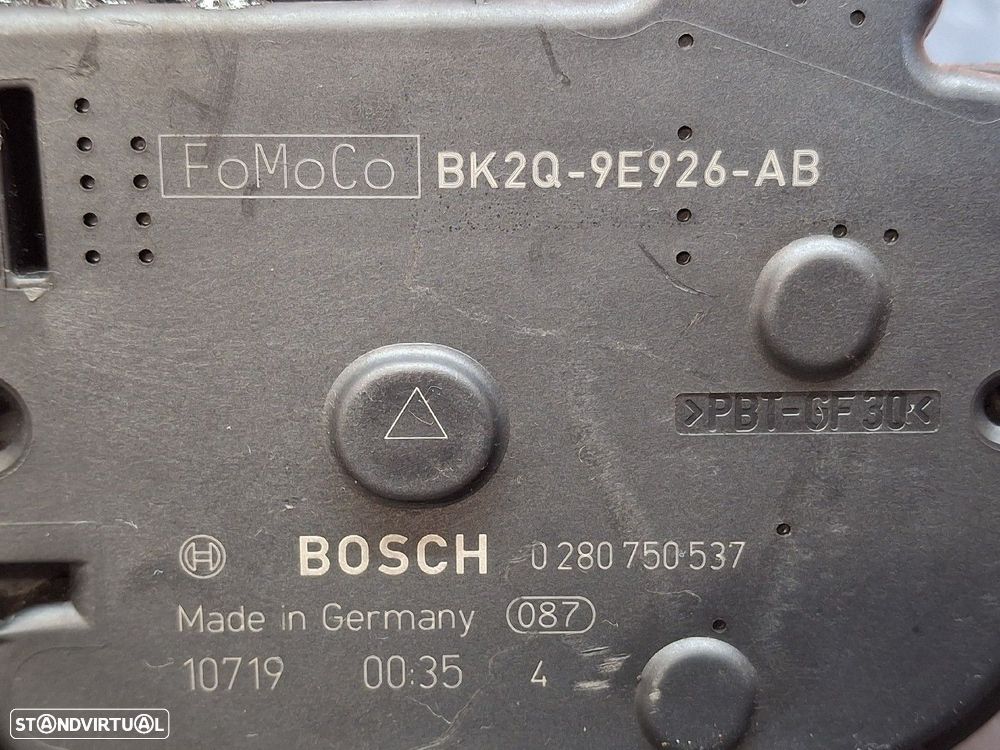 FoMoCo BK2Q-9E926-AB
>PBT-GF30<
BOSCH 0 280 750 537
Made in Germany 087
10719 00:35 4
STANDVIRTUAL